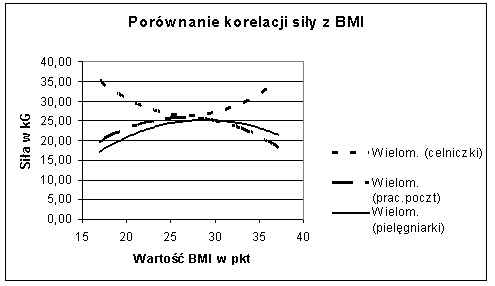 Porównanie korelacji siły z BMI
Siła w kG
40,00
35,00
30,00
25,00
20,00
15,00
10,00
5,00
0,00
15 20 25 30 35 40
Wartość BMI w pkt
Wielom. (celniczki)
Wielom.
(prac.poczt)
Wielom.
(pielęgniarki)